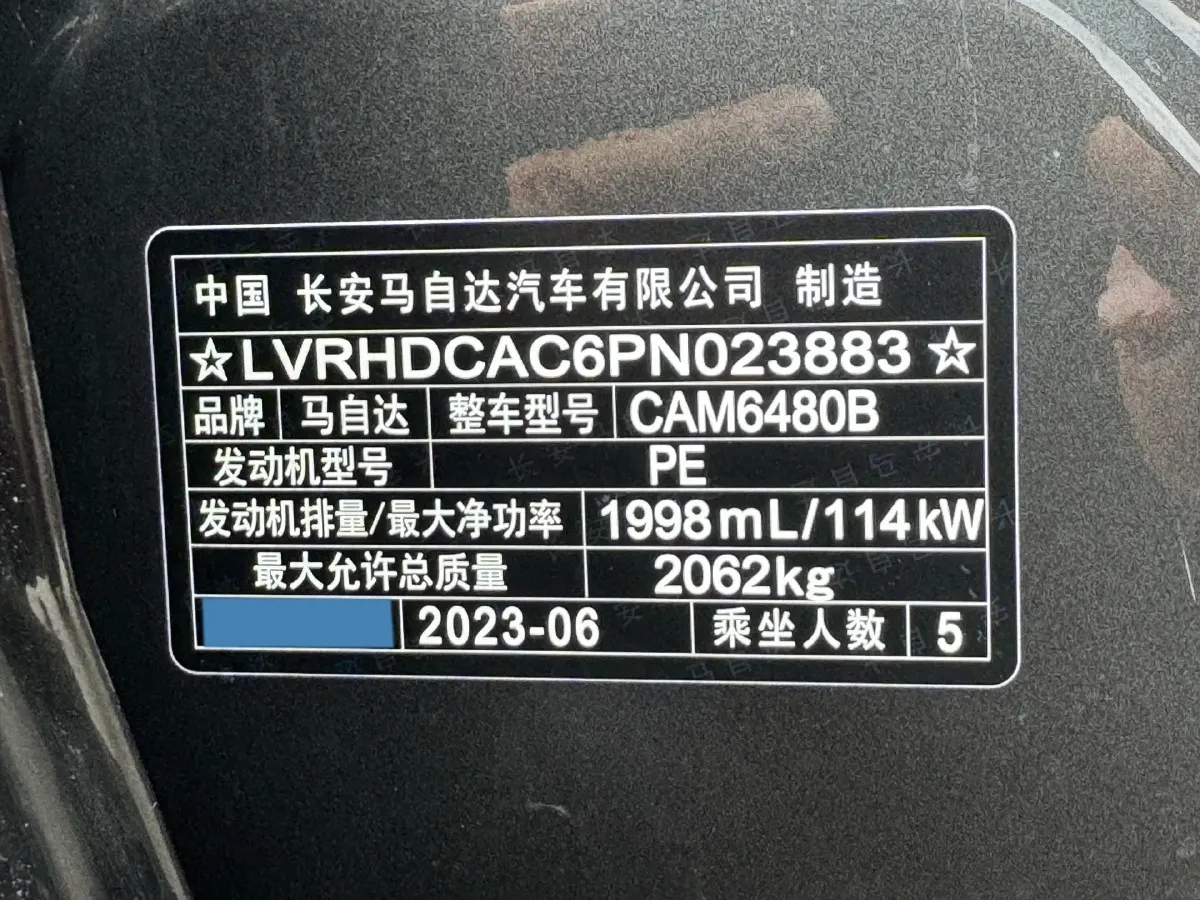 中国 长安马自达汽车有限公司 制造
☆LVRHDCAC6PN023883☆
品牌 马自达 整车型号 CAM6480B
发动机型号 PE
发动机排量/最大净功率 1998mL/114kW
最大允许总质量 2062kg
2023-06 乘坐人数 5